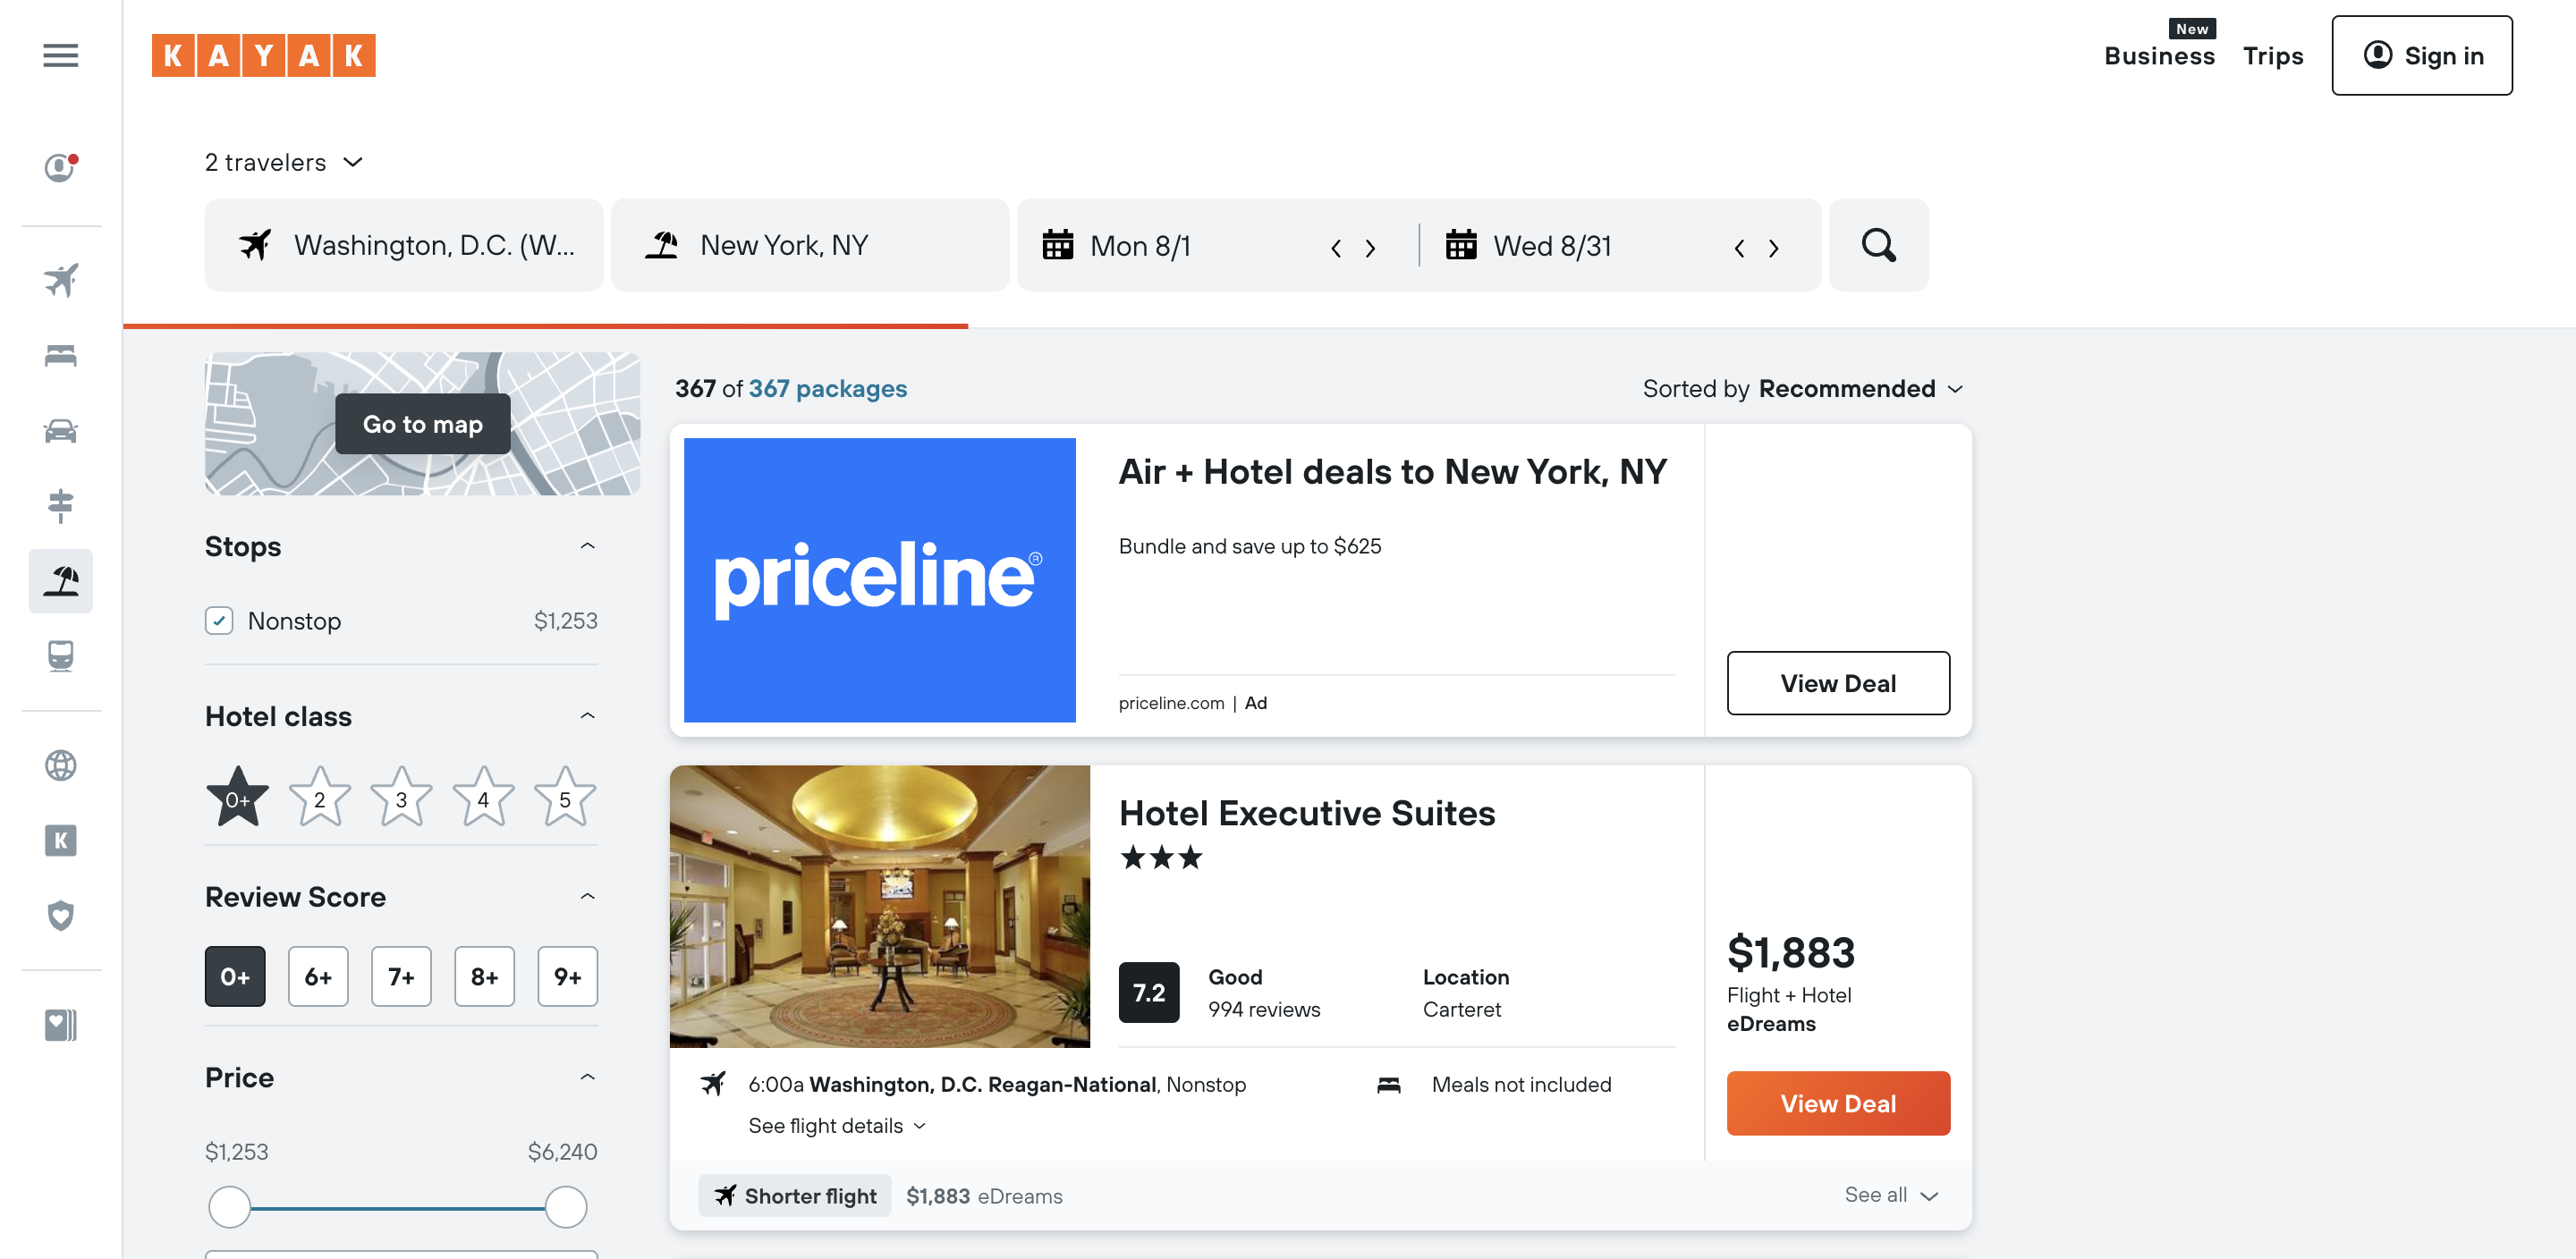 KAYAK
New
Business
Trips
Sign in
2 travelers
Washington, D.C. (W...
New York, NY
Mon 8/1
Wed 8/31
Go to map
367 of 367 packages
Sorted by Recommended
Stops
Nonstop $1,253
Hotel class
0+ 2 3 4 5
Review Score
0+ 6+ 7+ 8+ 9+
Price
$1,253 $6,240
priceline®
Air + Hotel deals to New York, NY
Bundle and save up to $625
priceline.com | Ad
View Deal
Hotel Executive Suites
7.2
Good
994 reviews
Location
Carteret
$1,883
Flight + Hotel
eDreams
View Deal
6:00a Washington, D.C. Reagan-National, Nonstop
See flight details
Meals not included
Shorter flight $1,883 eDreams
See all
K